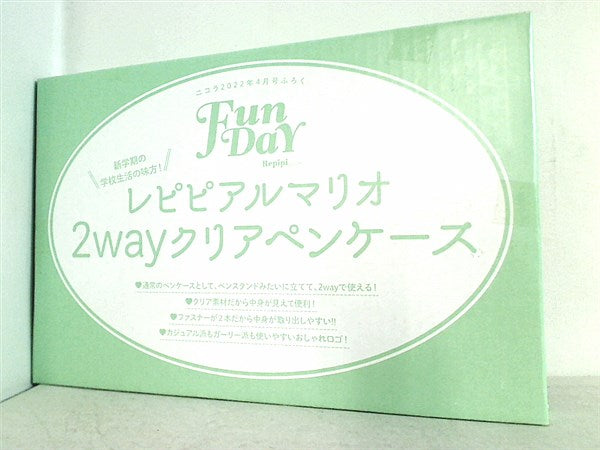 ニコラ2022年4月号ふろく
Fun
DaY
Repipi
新学期の
学校生活の味方!
レピピアルマリオ
2wayクリアペンケース
♥通常のペンケースとして、ペンスタンドみたいに立てて、2wayで使える!
♥クリア素材だから中身が見えて便利!
♥ファスナーが2本だから中身が取り出しやすい!!
♥カジュアル派もガーリー派も使いやすいおしゃれロゴ!